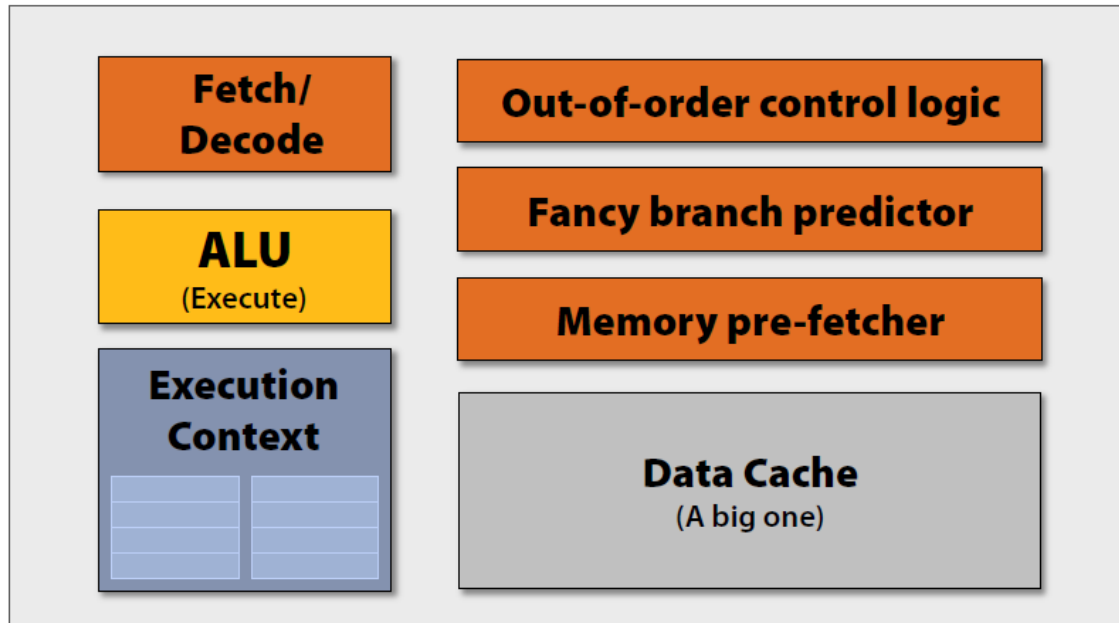 Fetch/
Decode
ALU
(Execute)
Execution
Context
Out-of-order control logic
Fancy branch predictor
Memory pre-fetcher
Data Cache
(A big one)